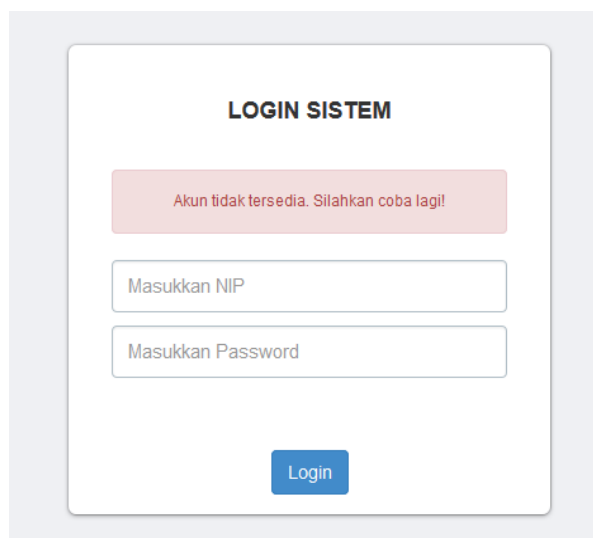 LOGIN SISTEM
Akun tidak tersedia. Silahkan coba lagi!
Masukkan NIP
Masukkan Password
Login